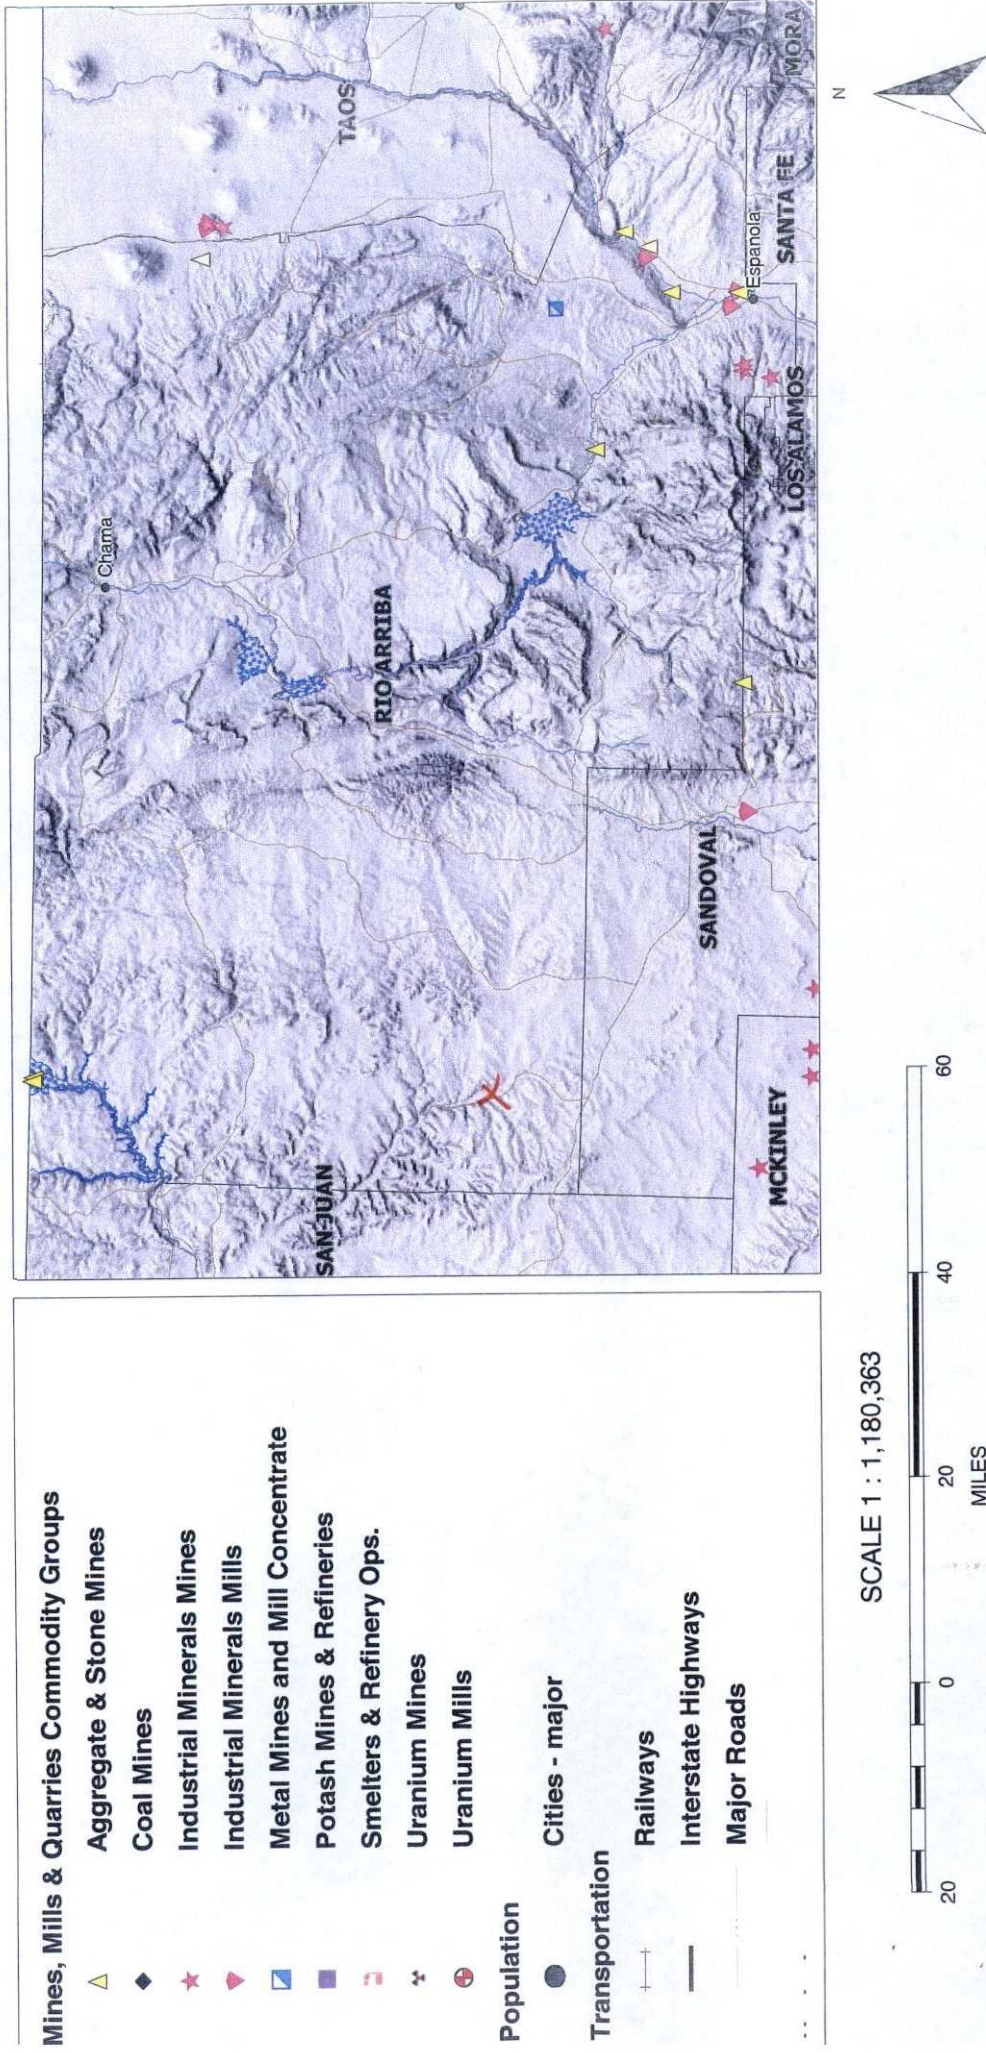 Mines, Mills & Quarries Commodity Groups
Aggregate & Stone Mines
Coal Mines
Industrial Minerals Mines
Industrial Minerals Mills
Metal Mines and Mill Concentrate
Potash Mines & Refineries
Smelters & Refinery Ops.
Uranium Mines
Uranium Mills
Population
Cities - major
Transportation
Railways
Interstate Highways
Major Roads
Chama
TAOS
RIO ARRIBA
SAN JUAN
MORA
SANTA FE
Espanola
LOS ALAMOS
SANDOVAL
MCKINLEY
N
SCALE 1 : 1,180,363
20 0 20 40 60
MILES